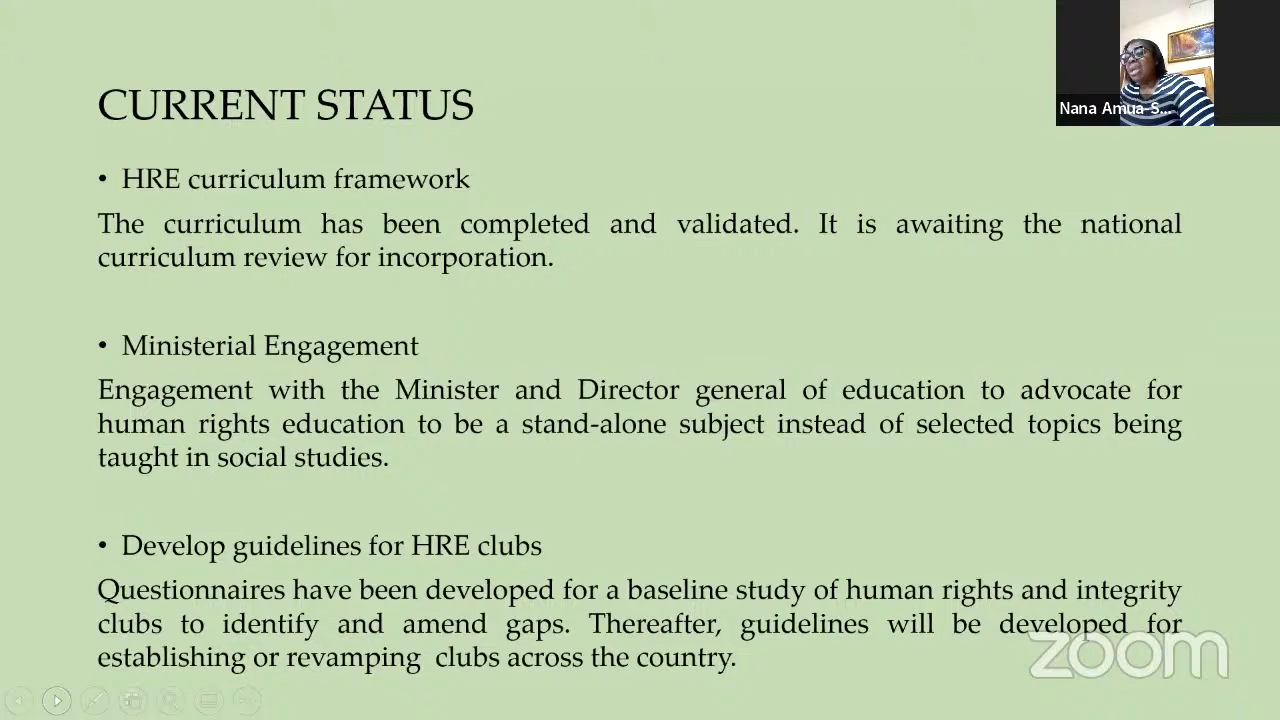 CURRENT STATUS
Nana Amua-S...
• HRE curriculum framework
The curriculum has been completed and validated. It is awaiting the national
curriculum review for incorporation.
• Ministerial Engagement
Engagement with the Minister and Director general of education to advocate for
human rights education to be a stand-alone subject instead of selected topics being
taught in social studies.
• Develop guidelines for HRE clubs
Questionnaires have been developed for a baseline study of human rights and integrity
clubs to identify and amend gaps. Thereafter, guidelines will be developed for
establishing or revamping clubs across the country.
zoom